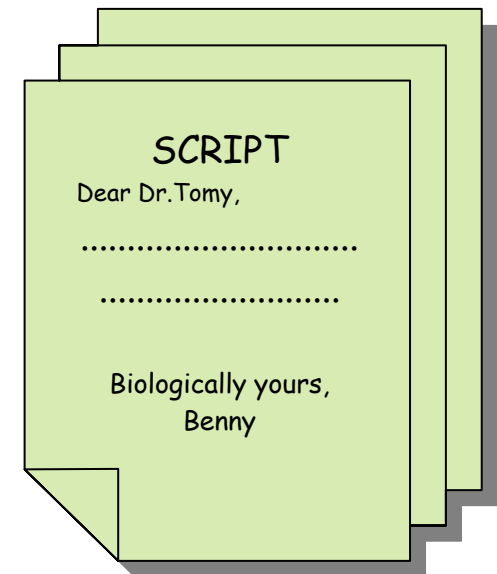 SCRIPT
Dear Dr.Tomy,
..............................
..........................
Biologically yours,
Benny